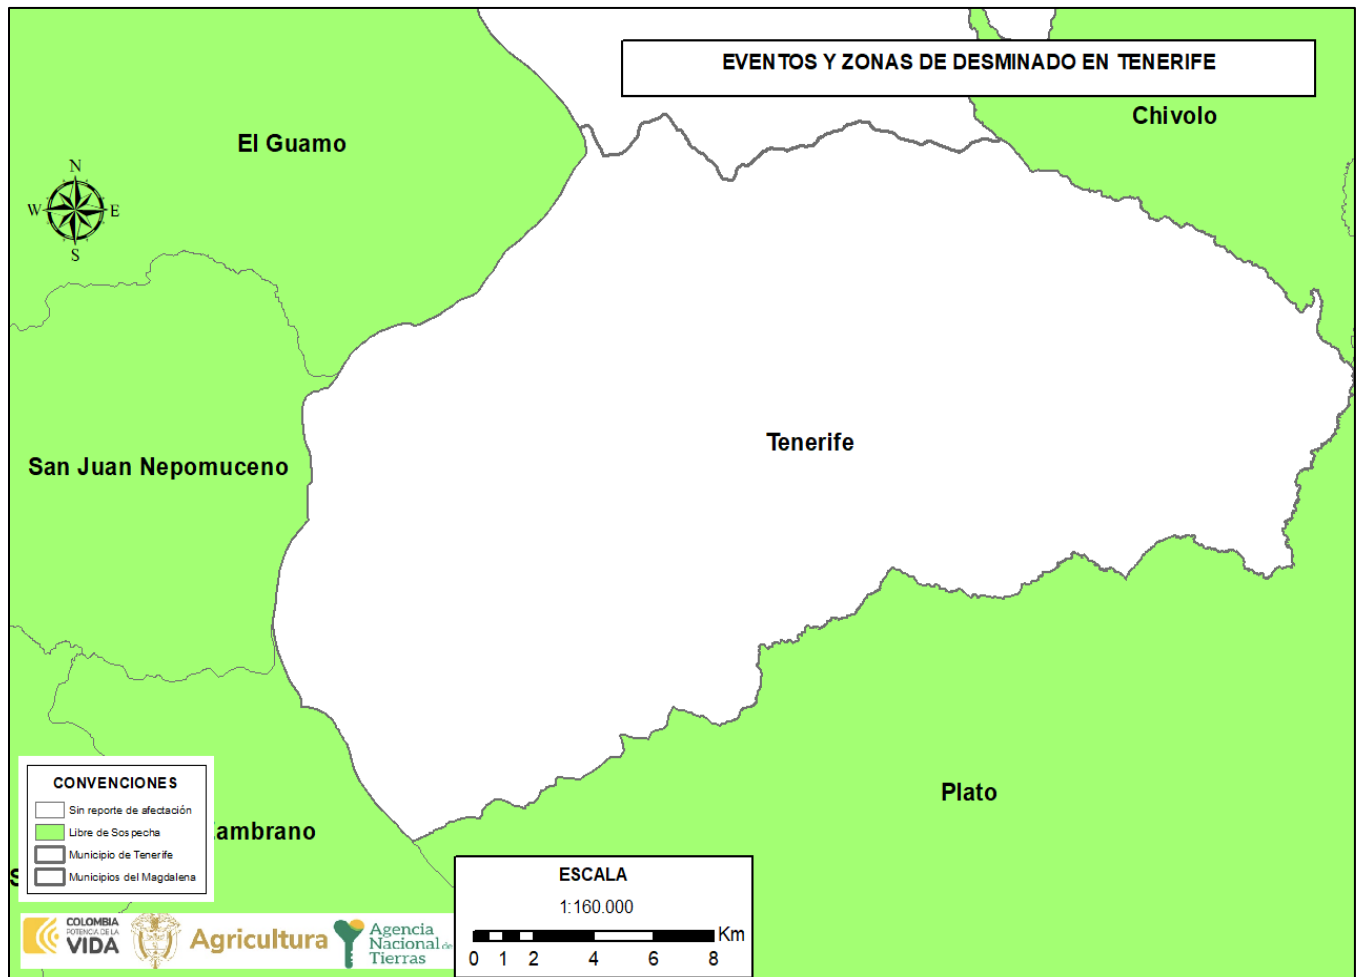 EVENTOS Y ZONAS DE DESMINADO EN TENERIFE
Chivolo
El Guamo
N
W E
S
Tenerife
San Juan Nepomuceno
Plato
CONVENCIONES
Sin reporte de afectación
Libre de Sospecha
Municipio de Tenerife
Municipios del Magdalena
ambrano
S
ESCALA
1:160.000
Km
0 1 2 4 6 8
COLOMBIA
POTENCIA DE LA
VIDA
Agricultura
Agencia
Nacional de
Tierras